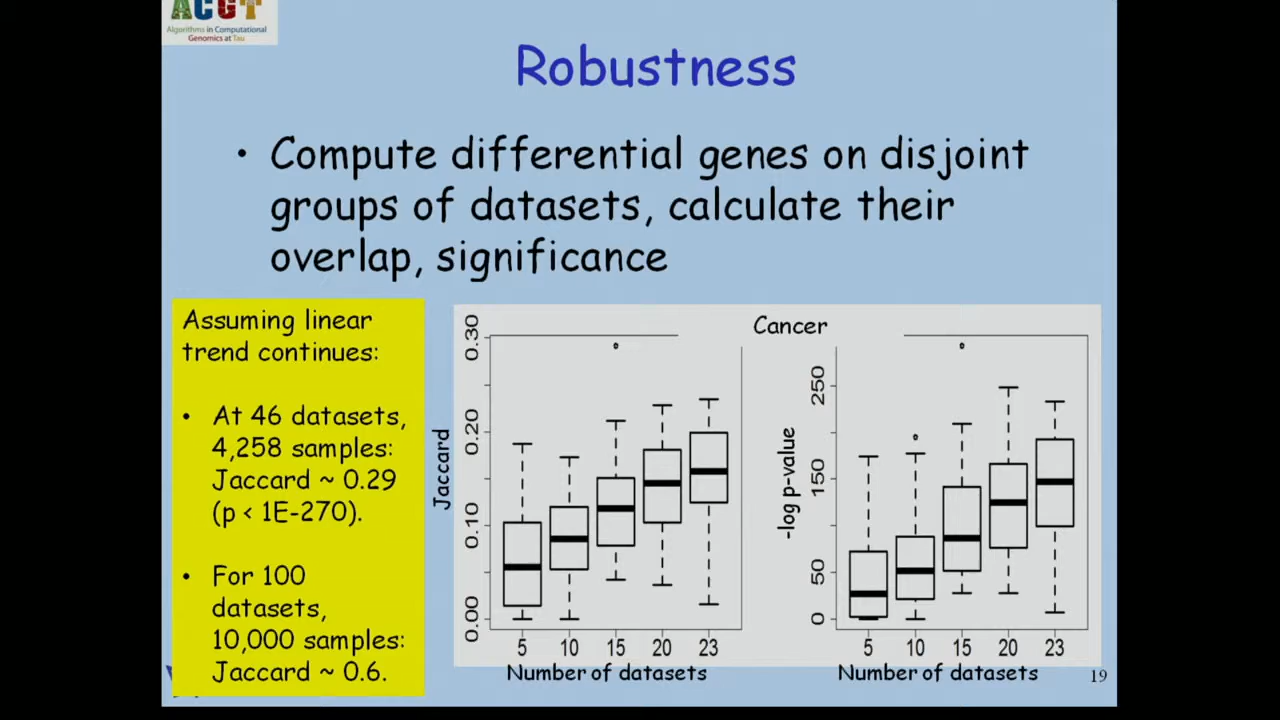 ACGT
Algorithms in Computational
Genomics at Tau
Robustness
• Compute differential genes on disjoint
groups of datasets, calculate their
overlap, significance
Assuming linear
trend continues:
• At 46 datasets,
4,258 samples:
Jaccard ~ 0.29
(p < 1E-270).
• For 100
datasets,
10,000 samples:
Jaccard ~ 0.6.
Cancer
Jaccard
0.30
0.20
0.10
0.00
5 10 15 20 23
Number of datasets
-log p-value
250
150
50
0
5 10 15 20 23
Number of datasets
19